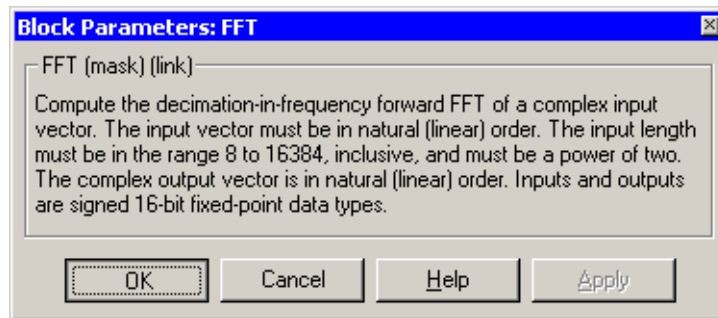 Block Parameters: FFT
FFT (mask) (link)
Compute the decimation-in-frequency forward FFT of a complex input
vector. The input vector must be in natural (linear) order. The input length
must be in the range 8 to 16384, inclusive, and must be a power of two.
The complex output vector is in natural (linear) order. Inputs and outputs
are signed 16-bit fixed-point data types.
OK Cancel Help Apply